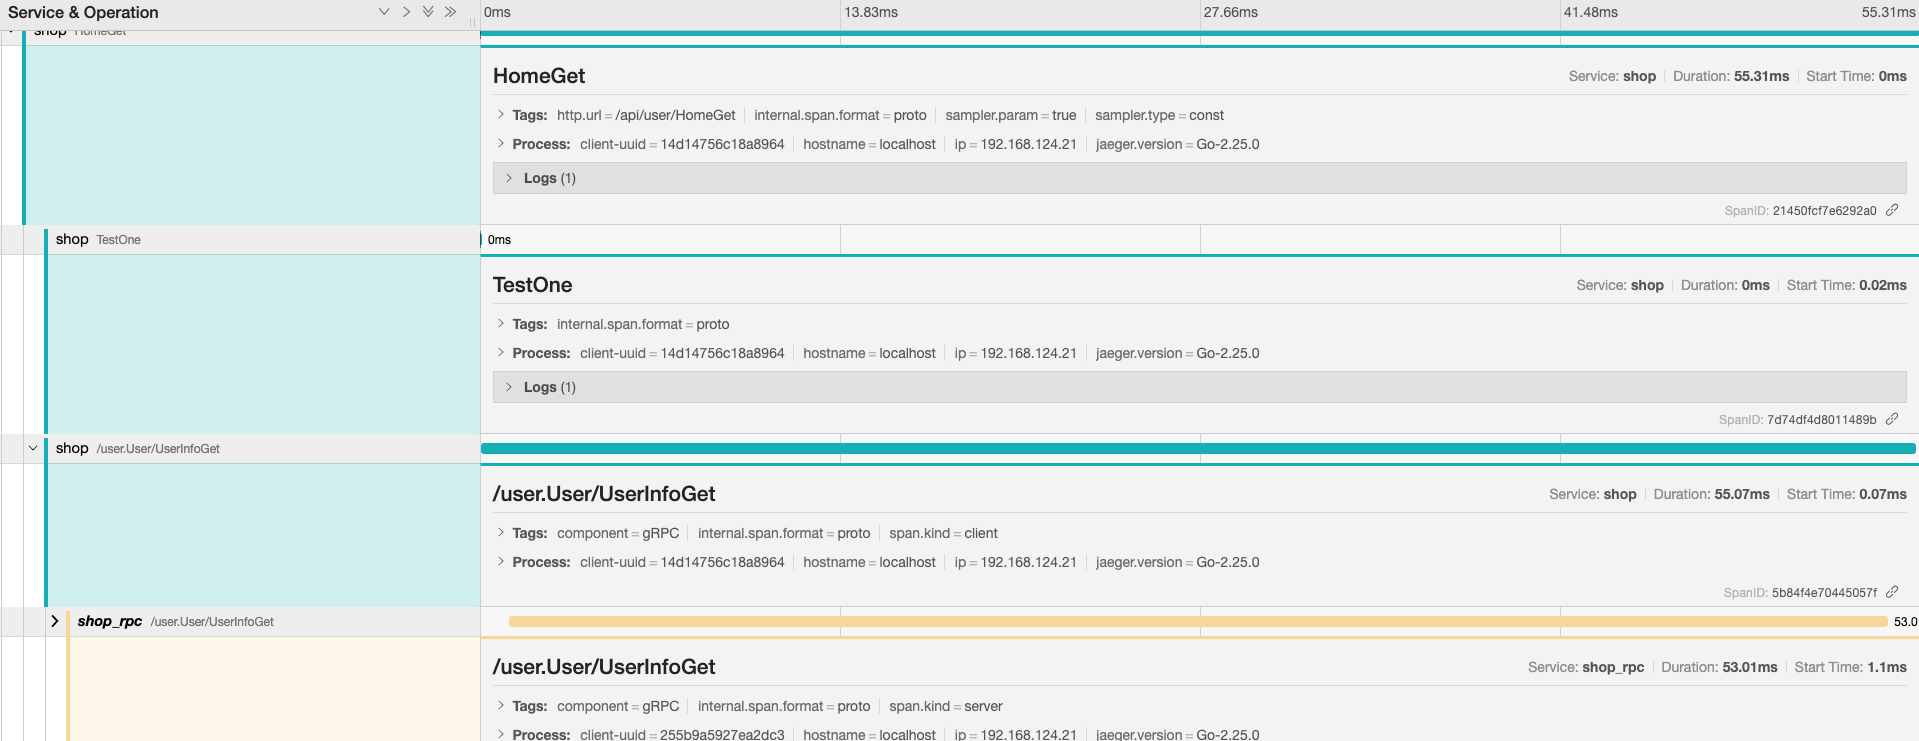 Service & Operation 0ms 13.83ms 27.66ms 41.48ms 55.31ms
shop HomeGet
HomeGet Service: shop Duration: 55.31ms Start Time: 0ms
Tags: http.url = /api/user/HomeGet internal.span.format = proto sampler.param = true sampler.type = const
Process: client-uuid = 14d14756c18a8964 hostname = localhost ip = 192.168.124.21 jaeger.version = Go-2.25.0
Logs (1)
SpanID: 21450fcf7e6292a0
shop TestOne 0ms
TestOne Service: shop Duration: 0ms Start Time: 0.02ms
Tags: internal.span.format = proto
Process: client-uuid = 14d14756c18a8964 hostname = localhost ip = 192.168.124.21 jaeger.version = Go-2.25.0
Logs (1)
SpanID: 7d74df4d8011489b
shop /user.User/UserInfoGet
/user.User/UserInfoGet Service: shop Duration: 55.07ms Start Time: 0.07ms
Tags: component = gRPC internal.span.format = proto span.kind = client
Process: client-uuid = 14d14756c18a8964 hostname = localhost ip = 192.168.124.21 jaeger.version = Go-2.25.0
SpanID: 5b84f4e70445057f
shop_rpc /user.User/UserInfoGet 53.0
/user.User/UserInfoGet Service: shop_rpc Duration: 53.01ms Start Time: 1.1ms
Tags: component = gRPC internal.span.format = proto span.kind = server
Process: client-uuid = 255b9a5927ea2dc3 hostname = localhost ip = 192.168.124.21 jaeger.version = Go-2.25.0